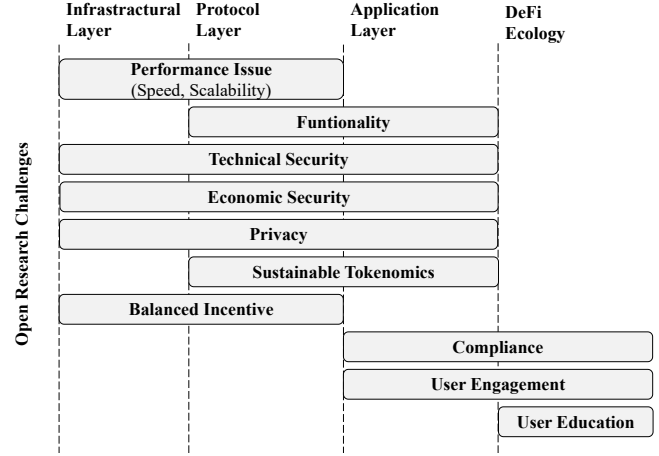 Infrastractural Layer
Protocol Layer
Application Layer
DeFi Ecology
Open Research Challenges
Performance Issue
(Speed, Scalability)
Funtionality
Technical Security
Economic Security
Privacy
Sustainable Tokenomics
Balanced Incentive
Compliance
User Engagement
User Education